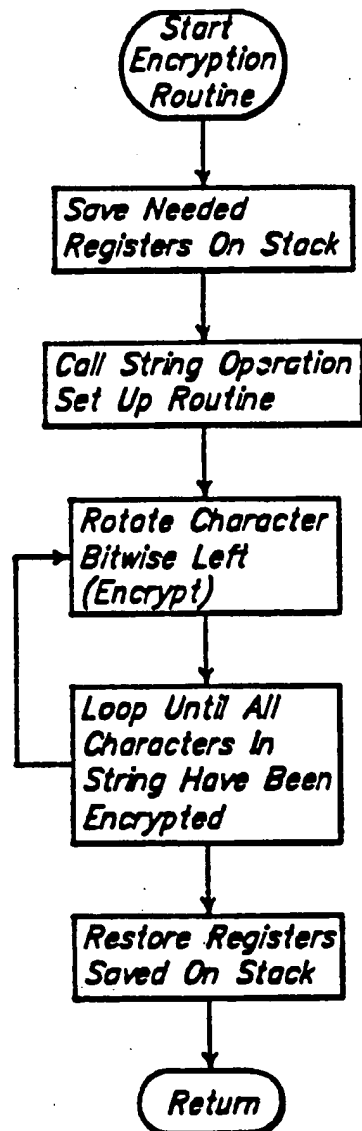 Start
Encryption
Routine
Save Needed
Registers On Stack
Call String Operation
Set Up Routine
Rotate Character
Bitwise Left
(Encrypt)
Loop Until All
Characters In
String Have Been
Encrypted
Restore Registers
Saved On Stack
Return